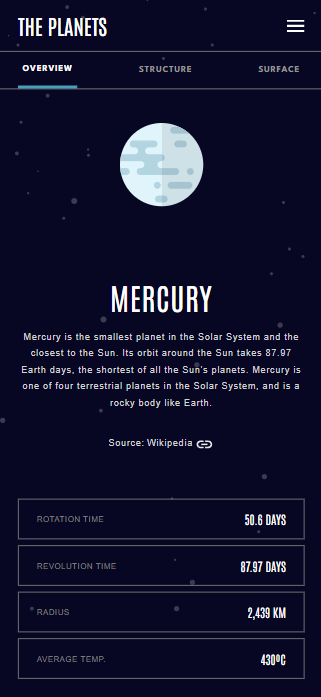 THE PLANETS
OVERVIEW STRUCTURE SURFACE
MERCURY
Mercury is the smallest planet in the Solar System and the
closest to the Sun. Its orbit around the Sun takes 87.97
Earth days, the shortest of all the Sun's planets. Mercury is
one of four terrestrial planets in the Solar System, and is a
rocky body like Earth.
Source: Wikipedia
ROTATION TIME 50.6 DAYS
REVOLUTION TIME 87.97 DAYS
RADIUS 2,439 KM
AVERAGE TEMP. 430ºC